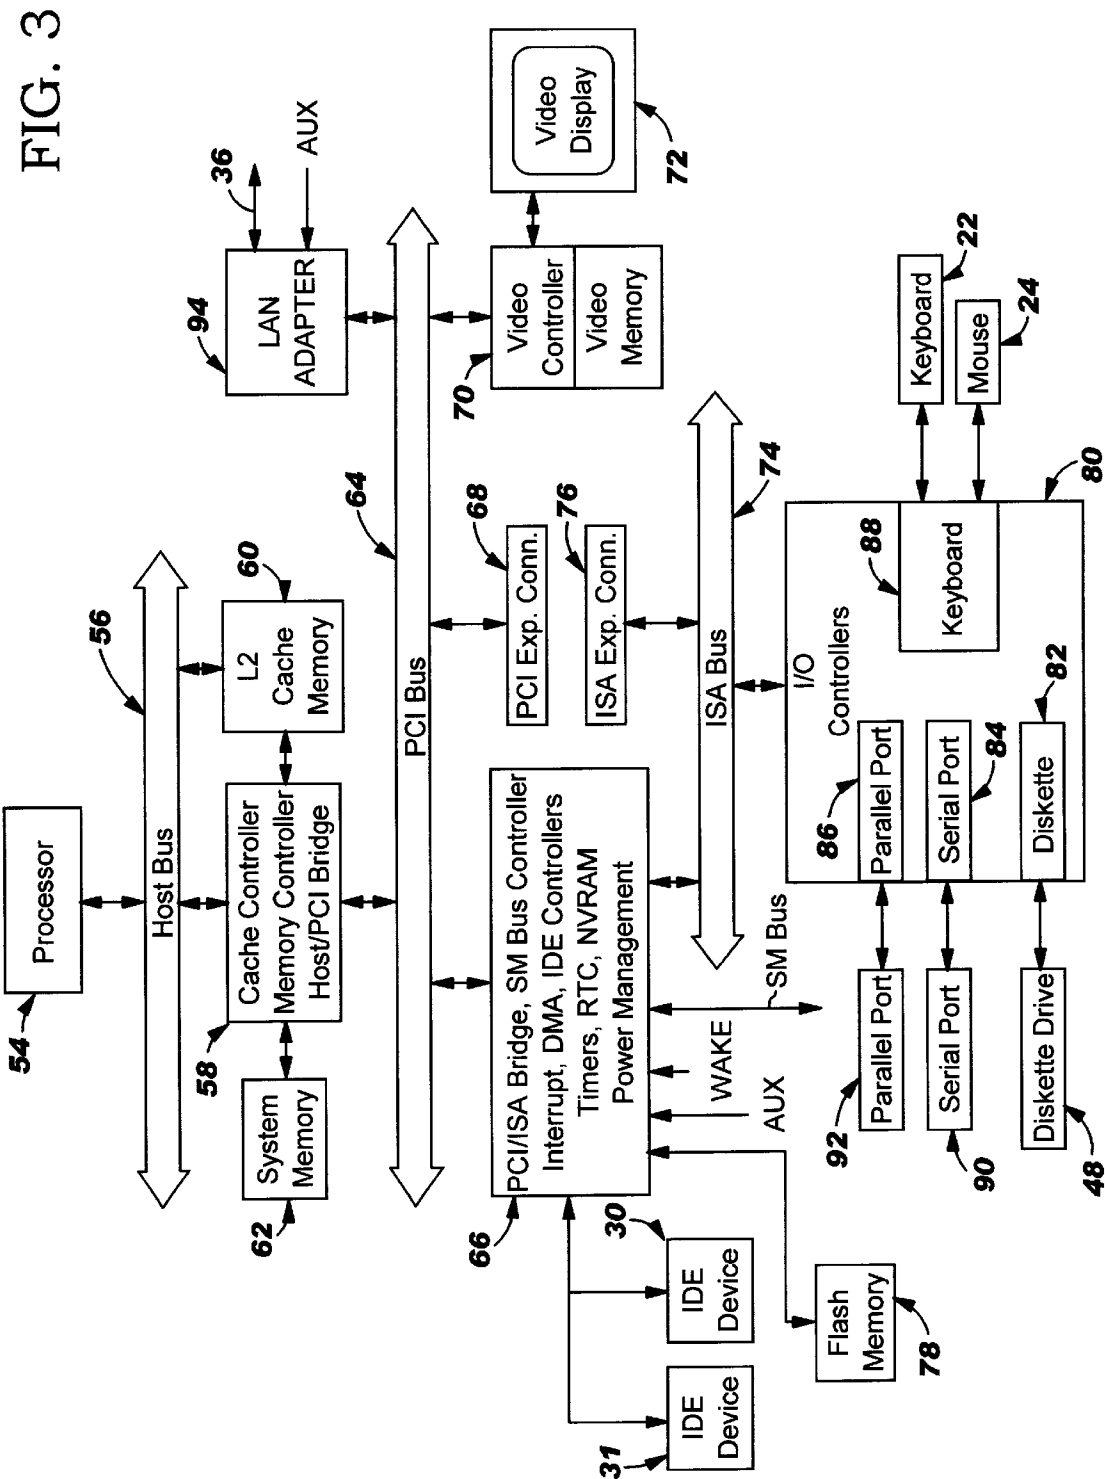 FIG. 3
54
Processor
56
Host Bus
62
System
Memory
58
Cache Controller
Memory Controller
Host/PCI Bridge
L2
Cache
Memory
60
94
LAN
ADAPTER
36
AUX
64
PCI Bus
66
PCI/ISA Bridge, SM Bus Controller
Interrupt, DMA, IDE Controllers
Timers, RTC, NVRAM
Power Management
68
PCI Exp. Conn.
76
ISA Exp. Conn.
70
Video
Controller
Video
Memory
Video
Display
72
31
IDE
Device
30
IDE
Device
AUX
WAKE
SM Bus
ISA Bus
74
Flash
Memory
78
I/O
Controllers
80
92
Parallel Port
86
Parallel Port
88
Keyboard
Keyboard
22
Serial Port
90
Serial Port
84
Mouse
24
Diskette Drive
48
Diskette
82